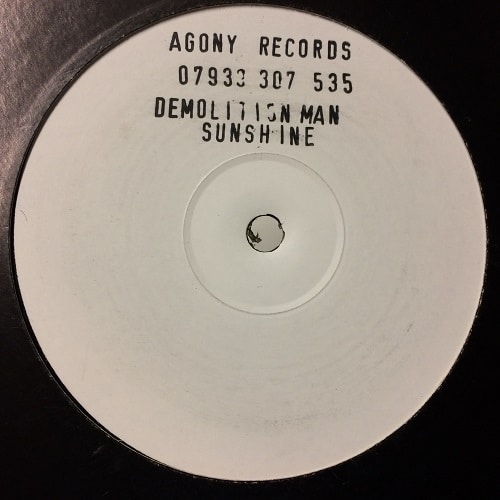 AGONY RECORDS
07933 307 535
DEMOLITION MAN
SUNSHINE